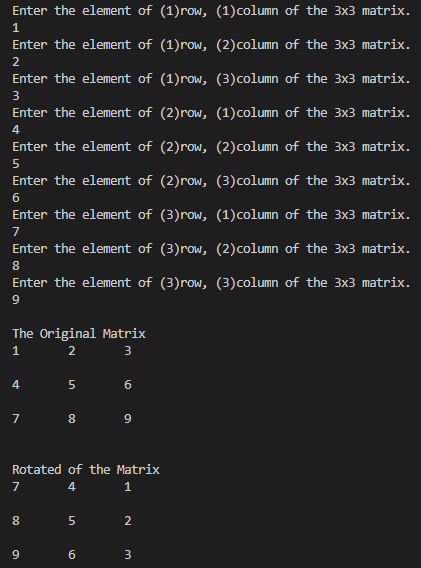 Enter the element of (1)row, (1)column of the 3x3 matrix.
1
Enter the element of (1)row, (2)column of the 3x3 matrix.
2
Enter the element of (1)row, (3)column of the 3x3 matrix.
3
Enter the element of (2)row, (1)column of the 3x3 matrix.
4
Enter the element of (2)row, (2)column of the 3x3 matrix.
5
Enter the element of (2)row, (3)column of the 3x3 matrix.
6
Enter the element of (3)row, (1)column of the 3x3 matrix.
7
Enter the element of (3)row, (2)column of the 3x3 matrix.
8
Enter the element of (3)row, (3)column of the 3x3 matrix.
9
The Original Matrix
1 2 3
4 5 6
7 8 9
Rotated of the Matrix
7 4 1
8 5 2
9 6 3